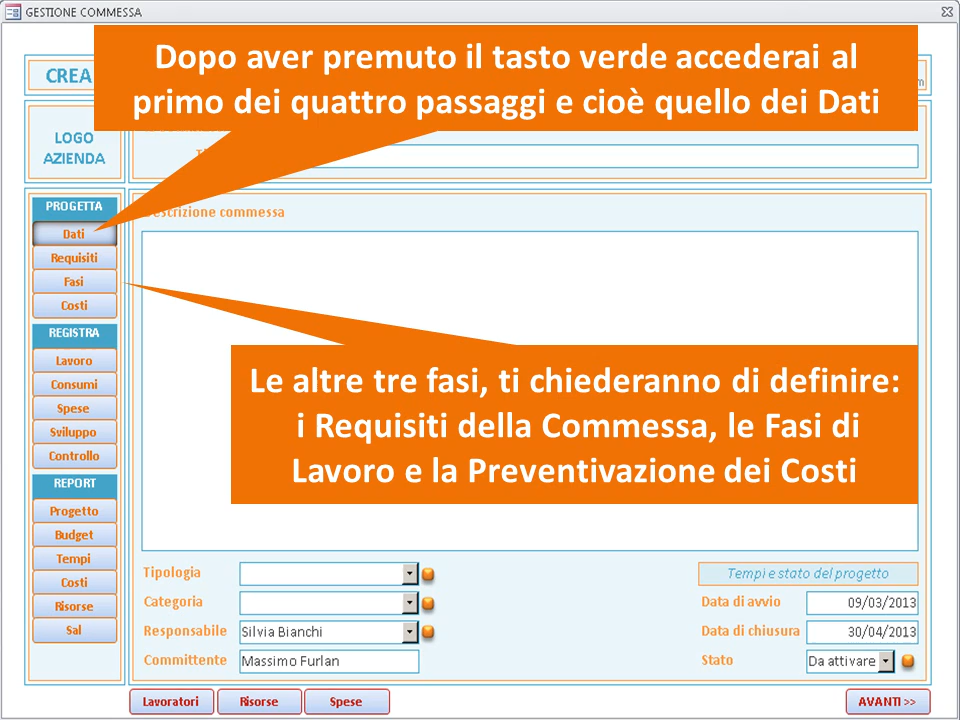 GESTIONE COMMESSA
Dopo aver premuto il tasto verde accederai al
primo dei quattro passaggi e cioè quello dei Dati
CREA
LOGO
AZIENDA
PROGETTA
Dati
Requisiti
Fasi
Costi
REGISTRA
Lavoro
Consumi
Spese
Sviluppo
Controllo
REPORT
Progetto
Budget
Tempi
Costi
Risorse
Sal
escrizione commessa
Le altre tre fasi, ti chiederanno di definire:
i Requisiti della Commessa, le Fasi di
Lavoro e la Preventivazione dei Costi
Tipologia
Categoria
Responsabile Silvia Bianchi
Committente Massimo Furlan
Tempi e stato del progetto
Data di avvio 09/03/2013
Data di chiusura 30/04/2013
Stato Da attivare
Lavoratori Risorse Spese AVANTI >>